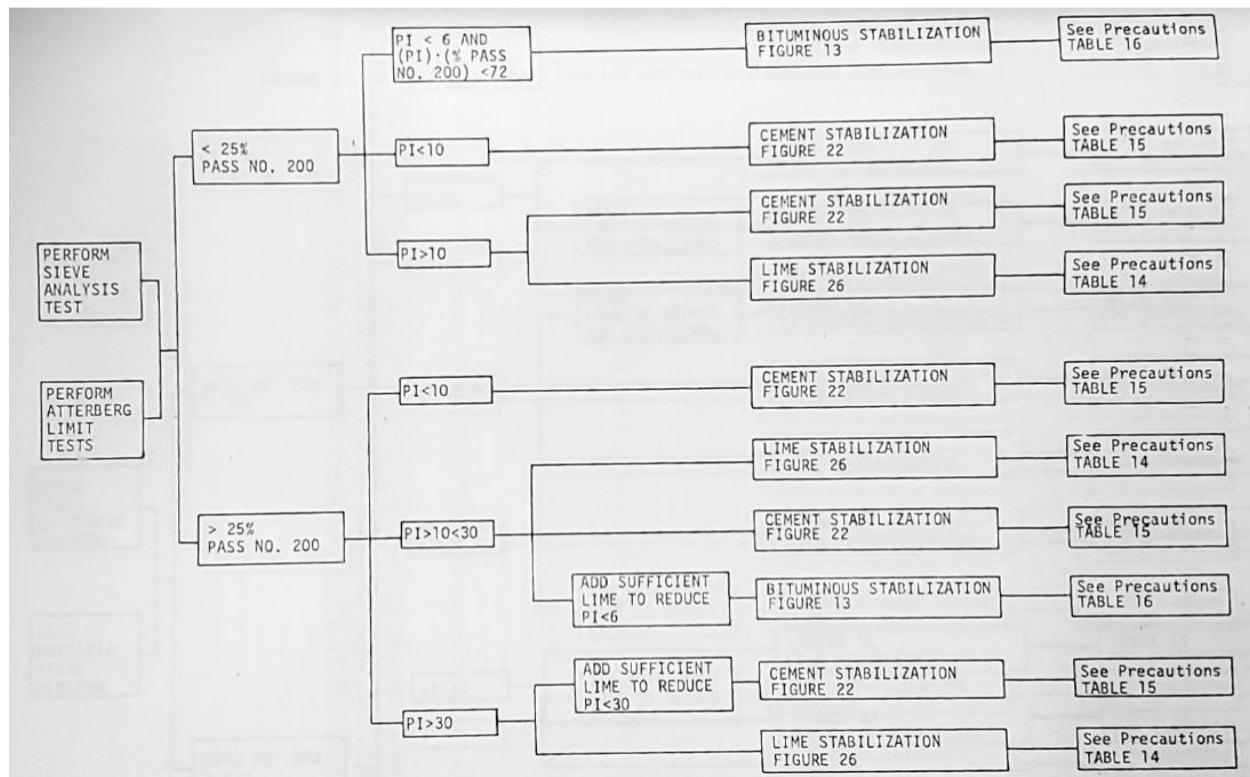 PI < 6 AND
(PI)·(% PASS
NO. 200) <72
BITUMINOUS STABILIZATION
FIGURE 13
See Precautions
TABLE 16
< 25%
PASS NO. 200
PI<10
CEMENT STABILIZATION
FIGURE 22
See Precautions
TABLE 15
CEMENT STABILIZATION
FIGURE 22
See Precautions
TABLE 15
PI>10
LIME STABILIZATION
FIGURE 26
See Precautions
TABLE 14
PERFORM
SIEVE
ANALYSIS
TEST
PERFORM
ATTERBERG
LIMIT
TESTS
PI<10
CEMENT STABILIZATION
FIGURE 22
See Precautions
TABLE 15
LIME STABILIZATION
FIGURE 26
See Precautions
TABLE 14
> 25%
PASS NO. 200
PI>10<30
CEMENT STABILIZATION
FIGURE 22
See Precautions
TABLE 15
ADD SUFFICIENT
LIME TO REDUCE
PI<6
BITUMINOUS STABILIZATION
FIGURE 13
See Precautions
TABLE 16
ADD SUFFICIENT
LIME TO REDUCE
PI<30
CEMENT STABILIZATION
FIGURE 22
See Precautions
TABLE 15
PI>30
LIME STABILIZATION
FIGURE 26
See Precautions
TABLE 14